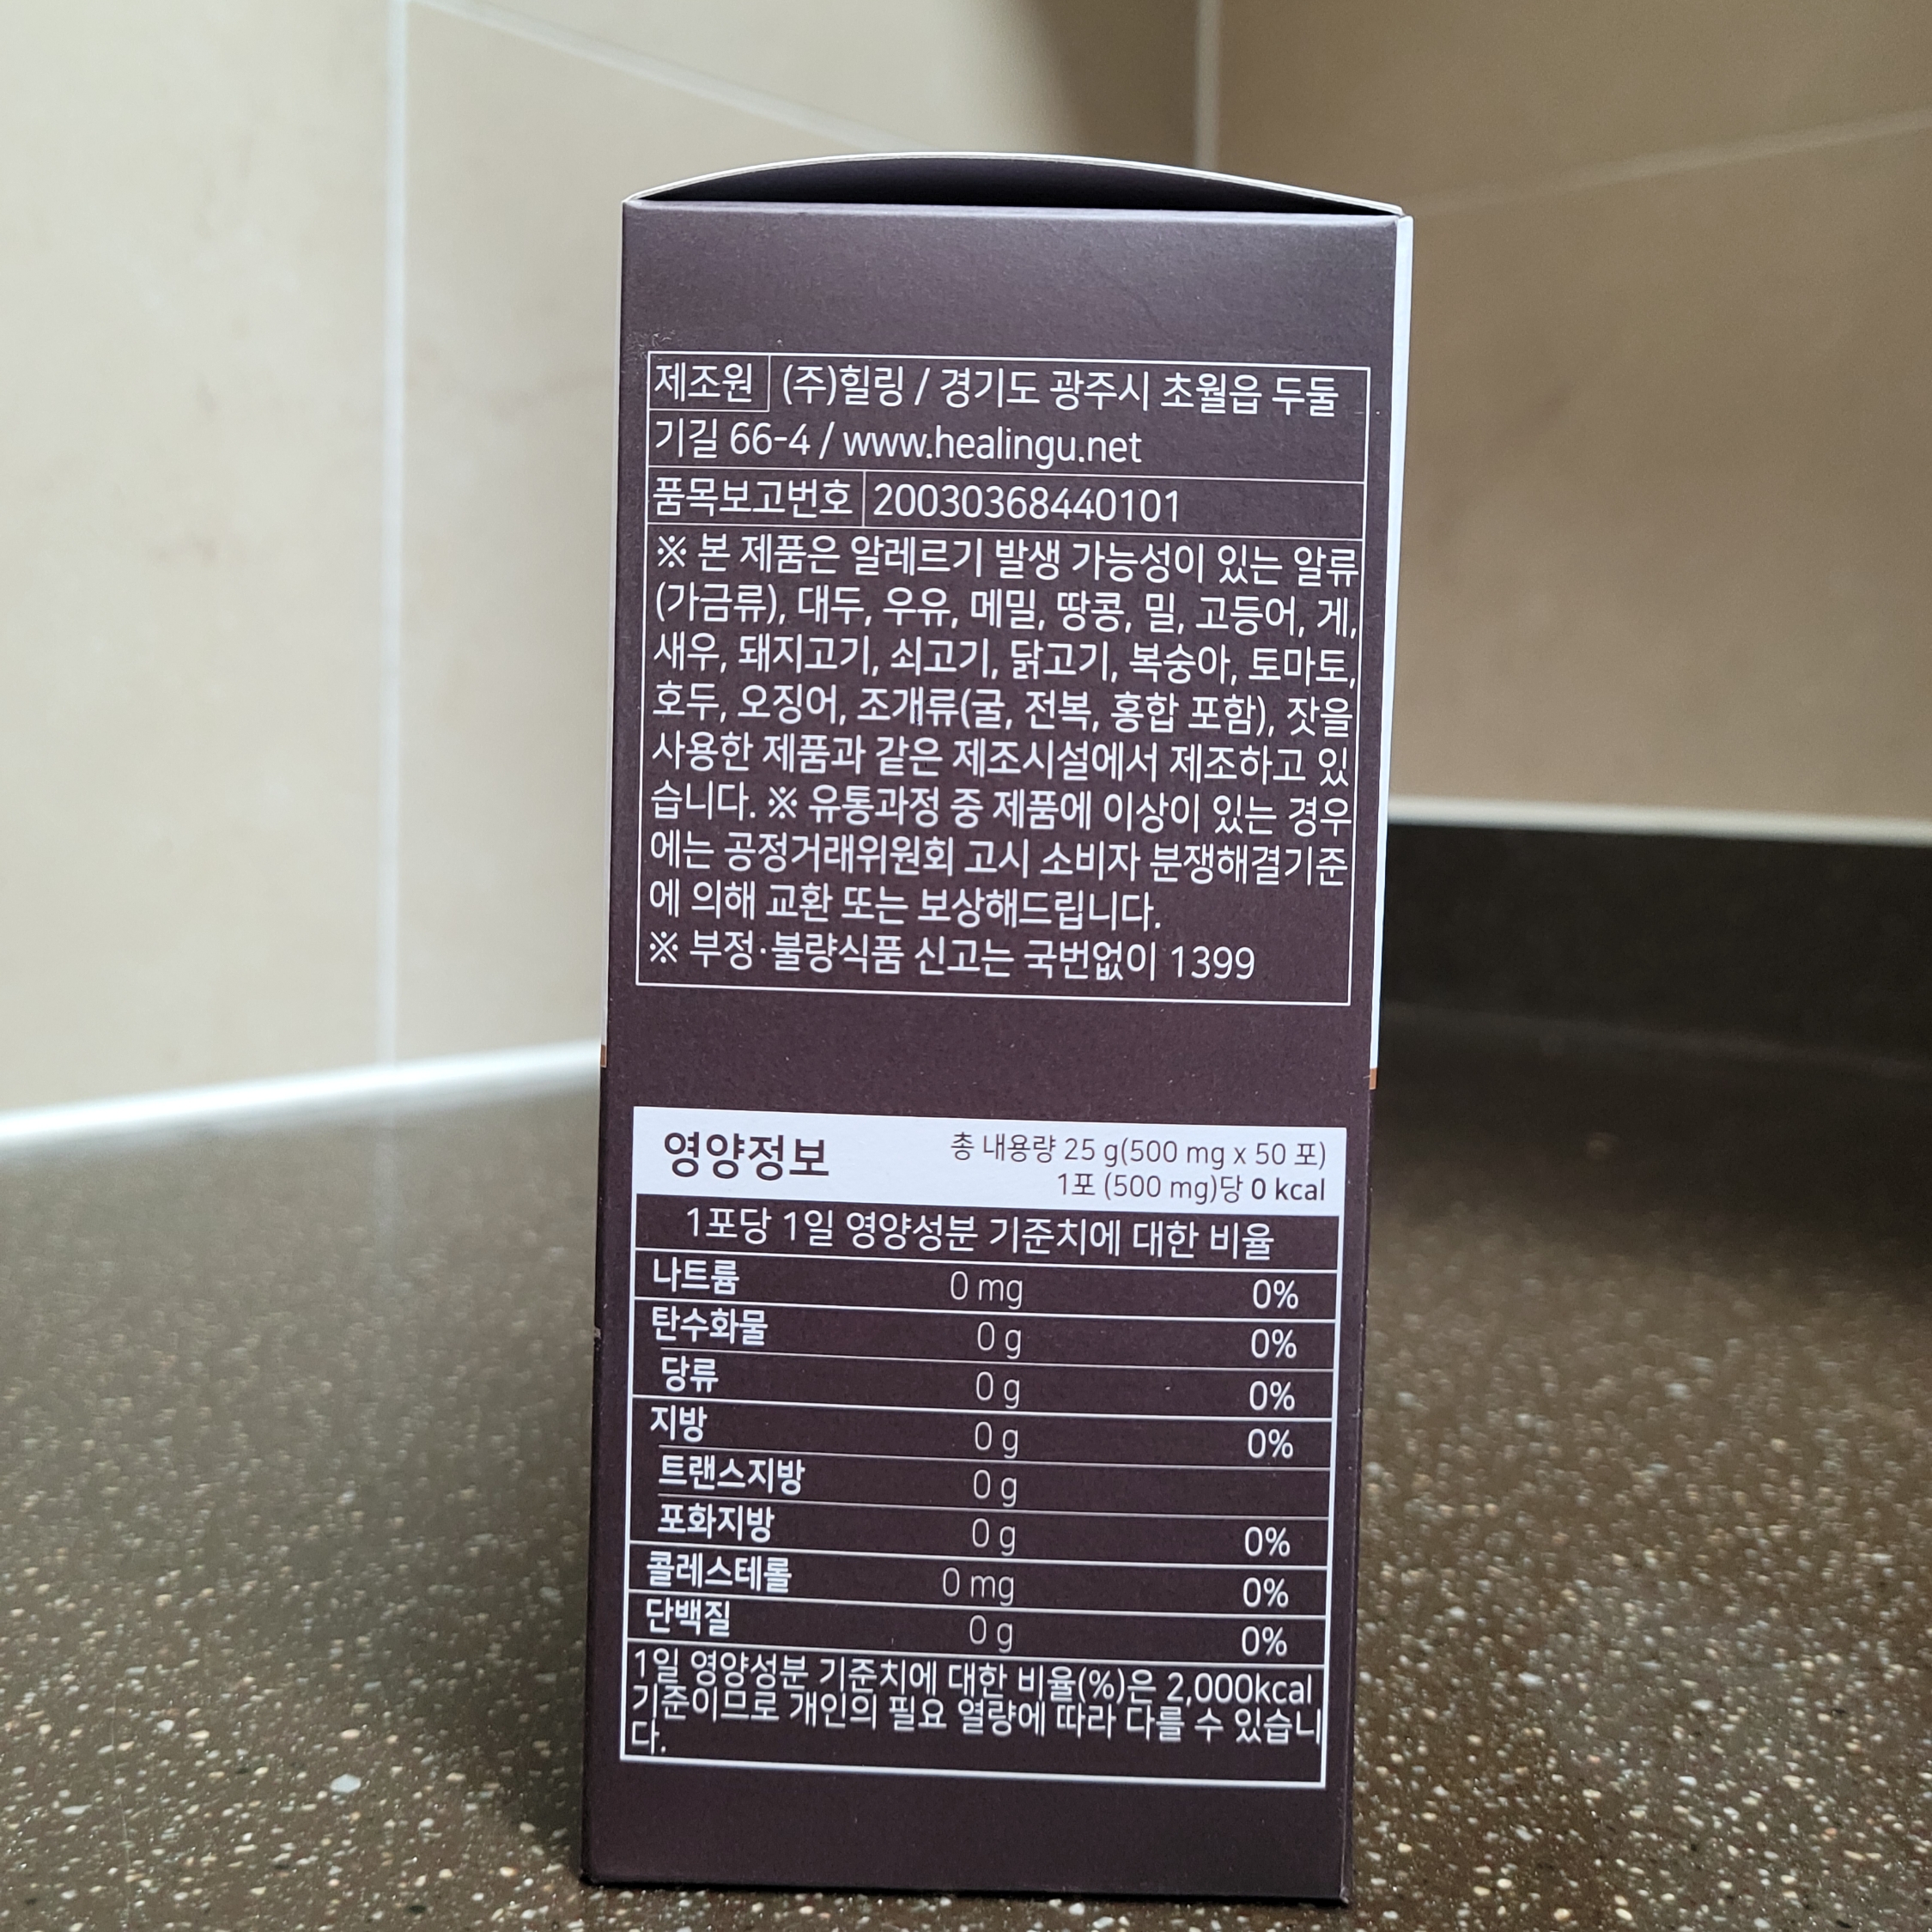 제조원 (주)힐링 / 경기도 광주시 초월읍 두둘
기길 66-4 / www.healingu.net
품목보고번호 20030368440101
※ 본 제품은 알레르기 발생 가능성이 있는 알류
(가금류), 대두, 우유, 메밀, 땅콩, 밀, 고등어, 게,
새우, 돼지고기, 쇠고기, 닭고기, 복숭아, 토마토,
호두, 오징어, 조개류(굴, 전복, 홍합 포함), 잣을
사용한 제품과 같은 제조시설에서 제조하고 있
습니다. ※ 유통과정 중 제품에 이상이 있는 경우
에는 공정거래위원회 고시 소비자 분쟁해결기준
에 의해 교환 또는 보상해드립니다.
※ 부정·불량식품 신고는 국번없이 1399
영양정보 총 내용량 25 g(500 mg x 50 포)
1포 (500 mg)당 0 kcal
1포당 1일 영양성분 기준치에 대한 비율
나트륨 0 mg 0%
탄수화물 0 g 0%
당류 0 g 0%
지방 0 g 0%
트랜스지방 0 g
포화지방 0 g 0%
콜레스테롤 0 mg 0%
단백질 0 g 0%
1일 영양성분 기준치에 대한 비율(%)은 2,000kcal
기준이므로 개인의 필요 열량에 따라 다를 수 있습니
다.